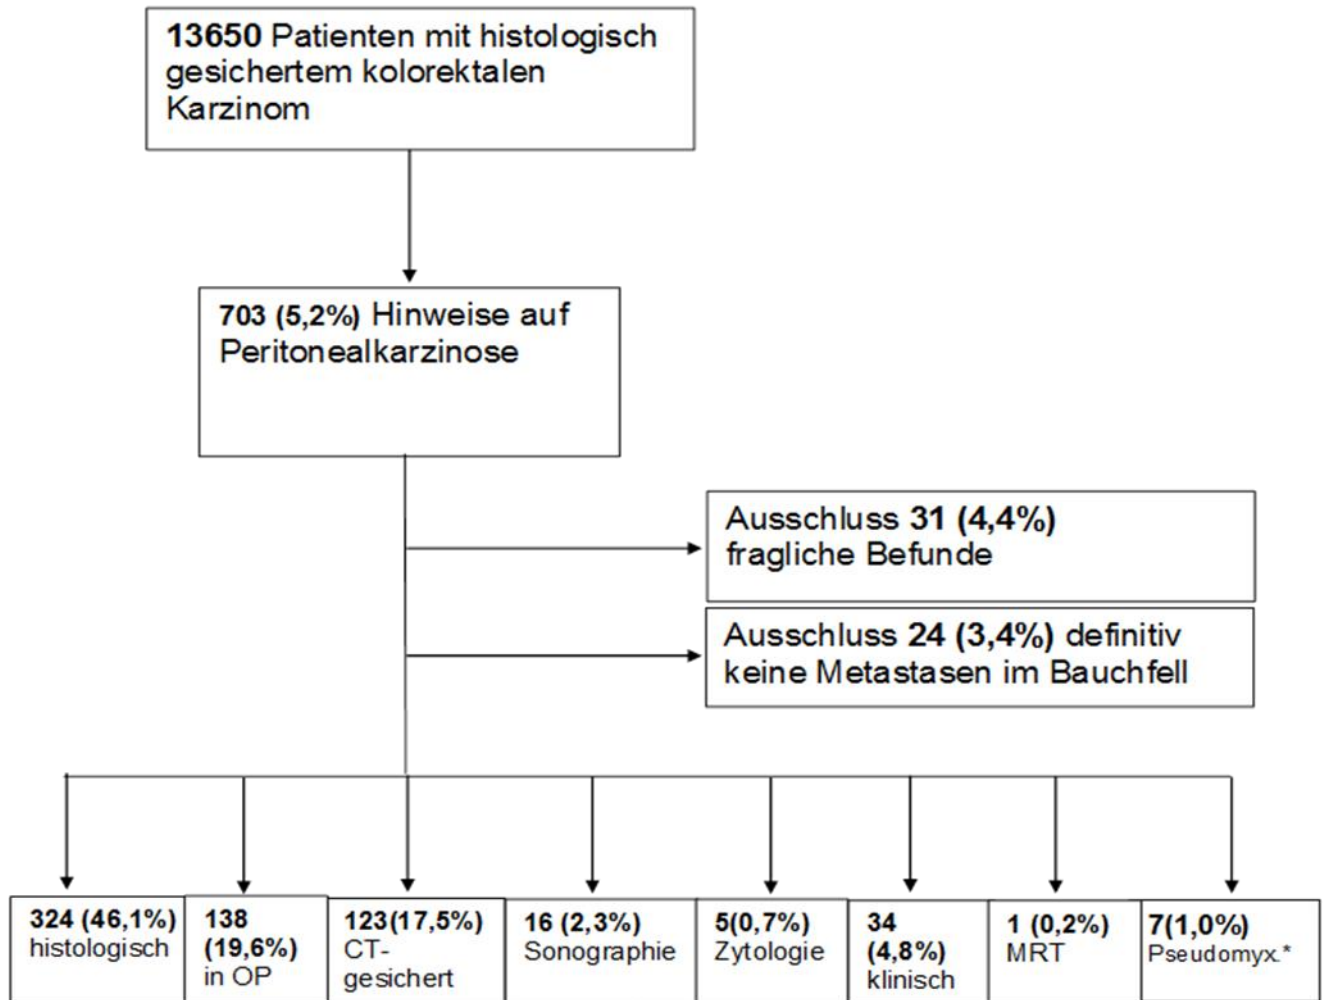 13650 Patienten mit histologisch
gesichertem kolorektalen
Karzinom
703 (5,2%) Hinweise auf
Peritonealkarzinose
Ausschluss 31 (4,4%)
fragliche Befunde
Ausschluss 24 (3,4%) definitiv
keine Metastasen im Bauchfell
324 (46,1%)
histologisch
138
(19,6%)
in OP
123(17,5%)
CT-
gesichert
16 (2,3%)
Sonographie
5(0,7%)
Zytologie
34
(4,8%)
klinisch
1 (0,2%)
MRT
7(1,0%)
Pseudomyx.*